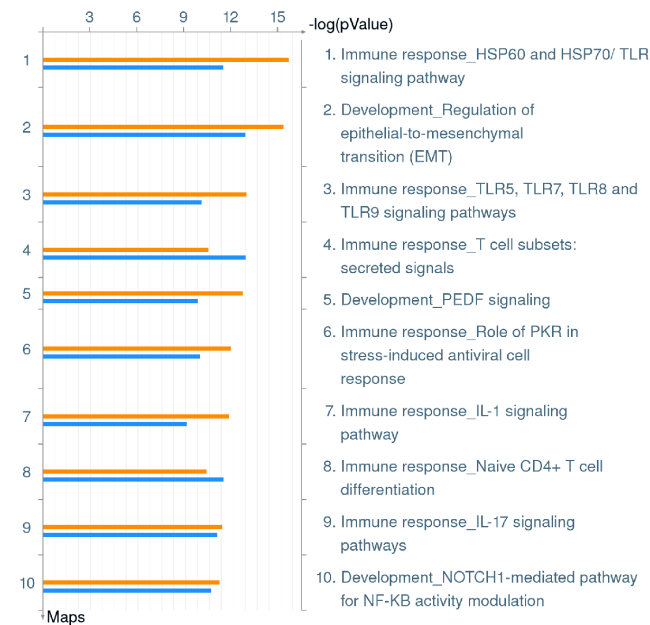 3 6 9 12 15
-log(pValue)
1
2
3
4
5
6
7
8
9
10
Maps
1. Immune response_HSP60 and HSP70/ TLR
signaling pathway
2. Development_Regulation of
epithelial-to-mesenchymal
transition (EMT)
3. Immune response_TLR5, TLR7, TLR8 and
TLR9 signaling pathways
4. Immune response_T cell subsets:
secreted signals
5. Development_PEDF signaling
6. Immune response_Role of PKR in
stress-induced antiviral cell
response
7. Immune response_IL-1 signaling
pathway
8. Immune response_Naive CD4+ T cell
differentiation
9. Immune response_IL-17 signaling
pathways
10. Development_NOTCH1-mediated pathway
for NF-KB activity modulation